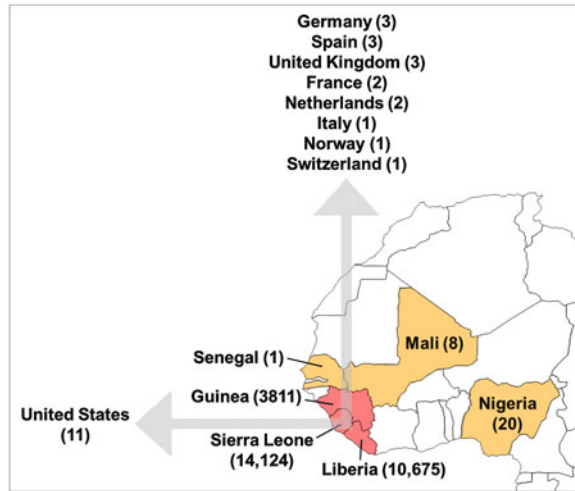 Germany (3)
Spain (3)
United Kingdom (3)
France (2)
Netherlands (2)
Italy (1)
Norway (1)
Switzerland (1)
Mali (8)
Senegal (1)
Guinea (3811)
United States
(11)
Nigeria
(20)
Sierra Leone
(14,124)
Liberia (10,675)